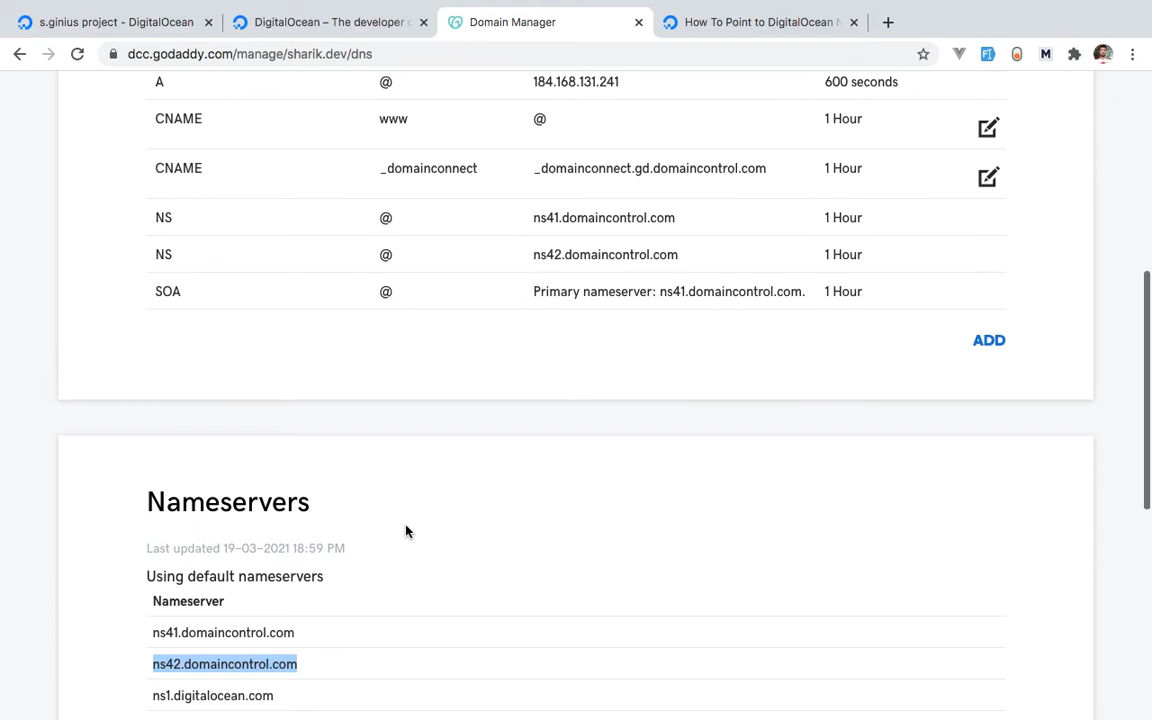 s.ginius project - DigitalOcean
DigitalOcean – The developer c
Domain Manager
How To Point to DigitalOcean N
dcc.godaddy.com/manage/sharik.dev/dns
A @ 184.168.131.241 600 seconds
CNAME www @ 1 Hour
CNAME _domainconnect _domainconnect.gd.domaincontrol.com 1 Hour
NS @ ns41.domaincontrol.com 1 Hour
NS @ ns42.domaincontrol.com 1 Hour
SOA @ Primary nameserver: ns41.domaincontrol.com. 1 Hour
ADD
Nameservers
Last updated 19-03-2021 18:59 PM
Using default nameservers
Nameserver
ns41.domaincontrol.com
ns42.domaincontrol.com
ns1.digitalocean.com